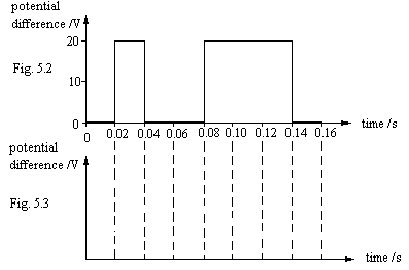 potential
difference /V
20
Fig. 5.2
10
0
0 0.02 0.04 0.06 0.08 0.10 0.12 0.14 0.16
time /s
potential
difference /V
Fig. 5.3
time /s